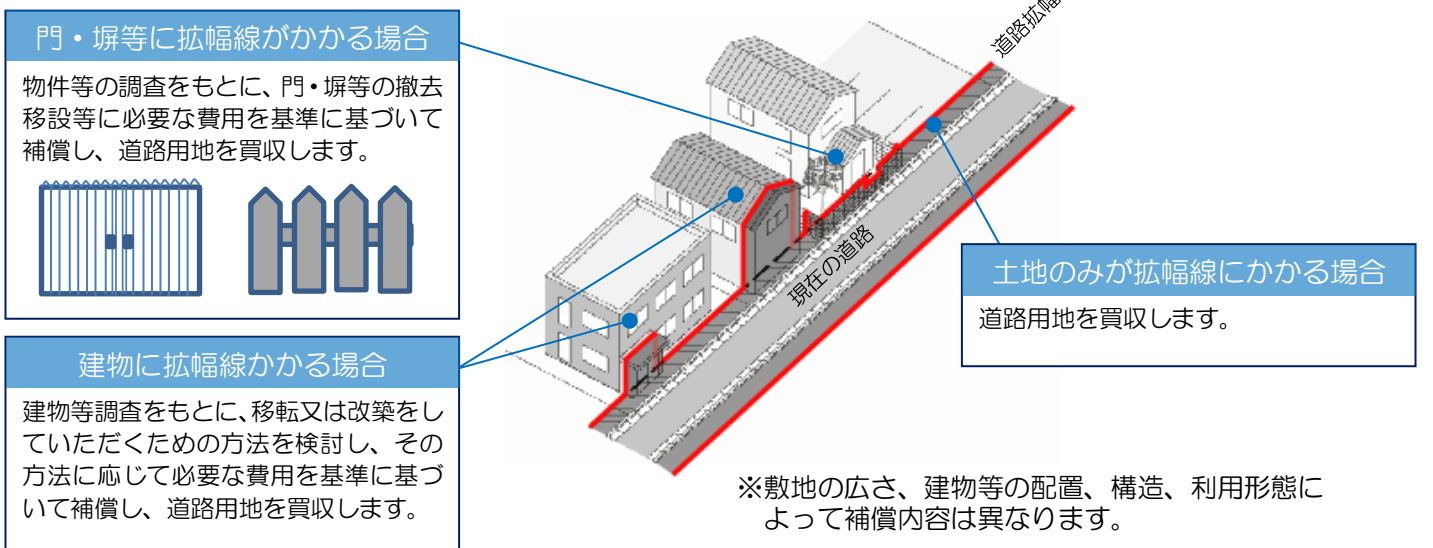 門・塀等に拡幅線がかかる場合
物件等の調査をもとに、門・塀等の撤去
移設等に必要な費用を基準に基づいて
補償し、道路用地を買収します。
建物に拡幅線かかる場合
建物等調査をもとに、移転又は改築をし
ていただくための方法を検討し、その
方法に応じて必要な費用を基準に基づ
いて補償し、道路用地を買収します。
道路拡幅
現在の道路
土地のみが拡幅線にかかる場合
道路用地を買収します。
※敷地の広さ、建物等の配置、構造、利用形態に
よって補償内容は異なります。